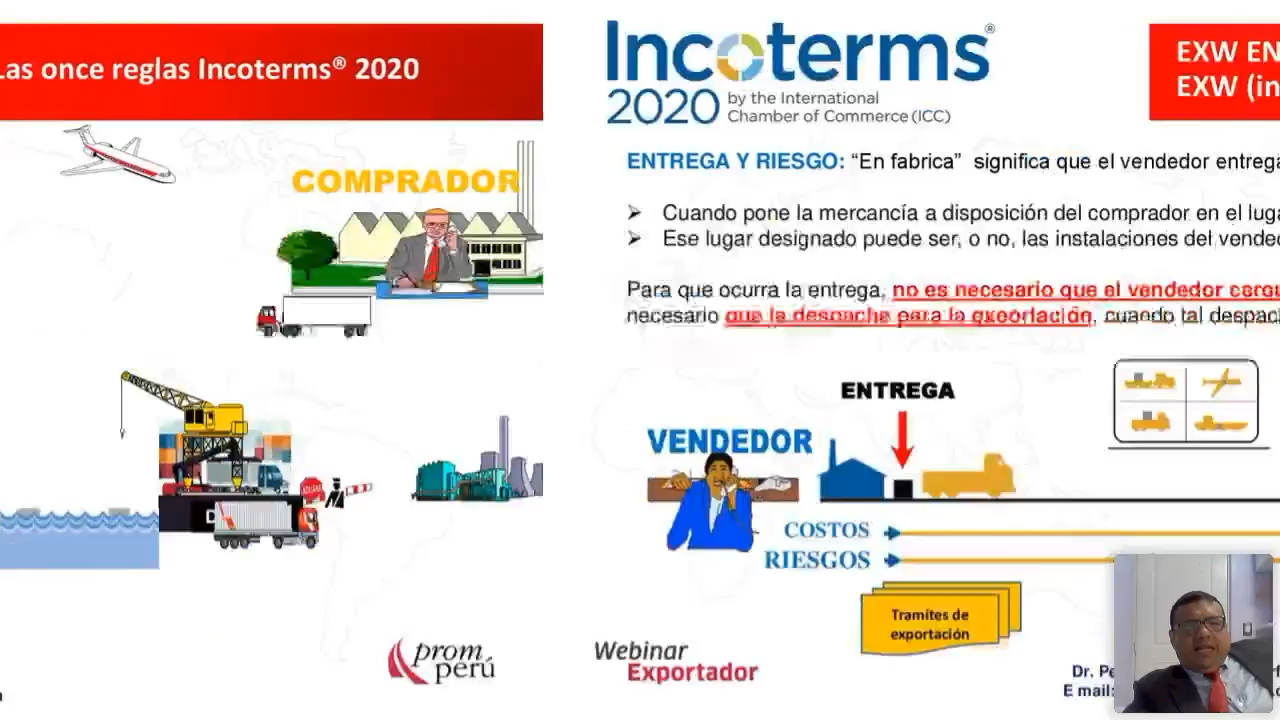 Las once reglas Incoterms® 2020
COMPRADOR
ADUANA
prom
perú
Incoterms®
2020 by the International
Chamber of Commerce (ICC)
EXW EN
EXW (in
ENTREGA Y RIESGO: “En fabrica” significa que el vendedor entrega
➢ Cuando pone la mercancía a disposición del comprador en el luga
➢ Ese lugar designado puede ser, o no, las instalaciones del vende
Para que ocurra la entrega, no es necesario que el vendedor cargu
necesario que la despache para la exportación, cuando tal despac
ENTREGA
VENDEDOR
COSTOS
RIESGOS
Tramites de
exportación
Webinar
Exportador
Dr. Pe
E mail: